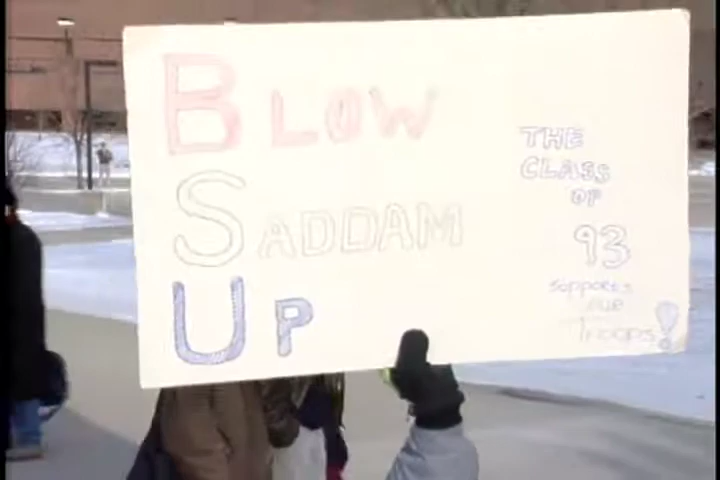 BLOW
SADDAM
UP
THE
CLASS
OF
93
supports
our
Troops!